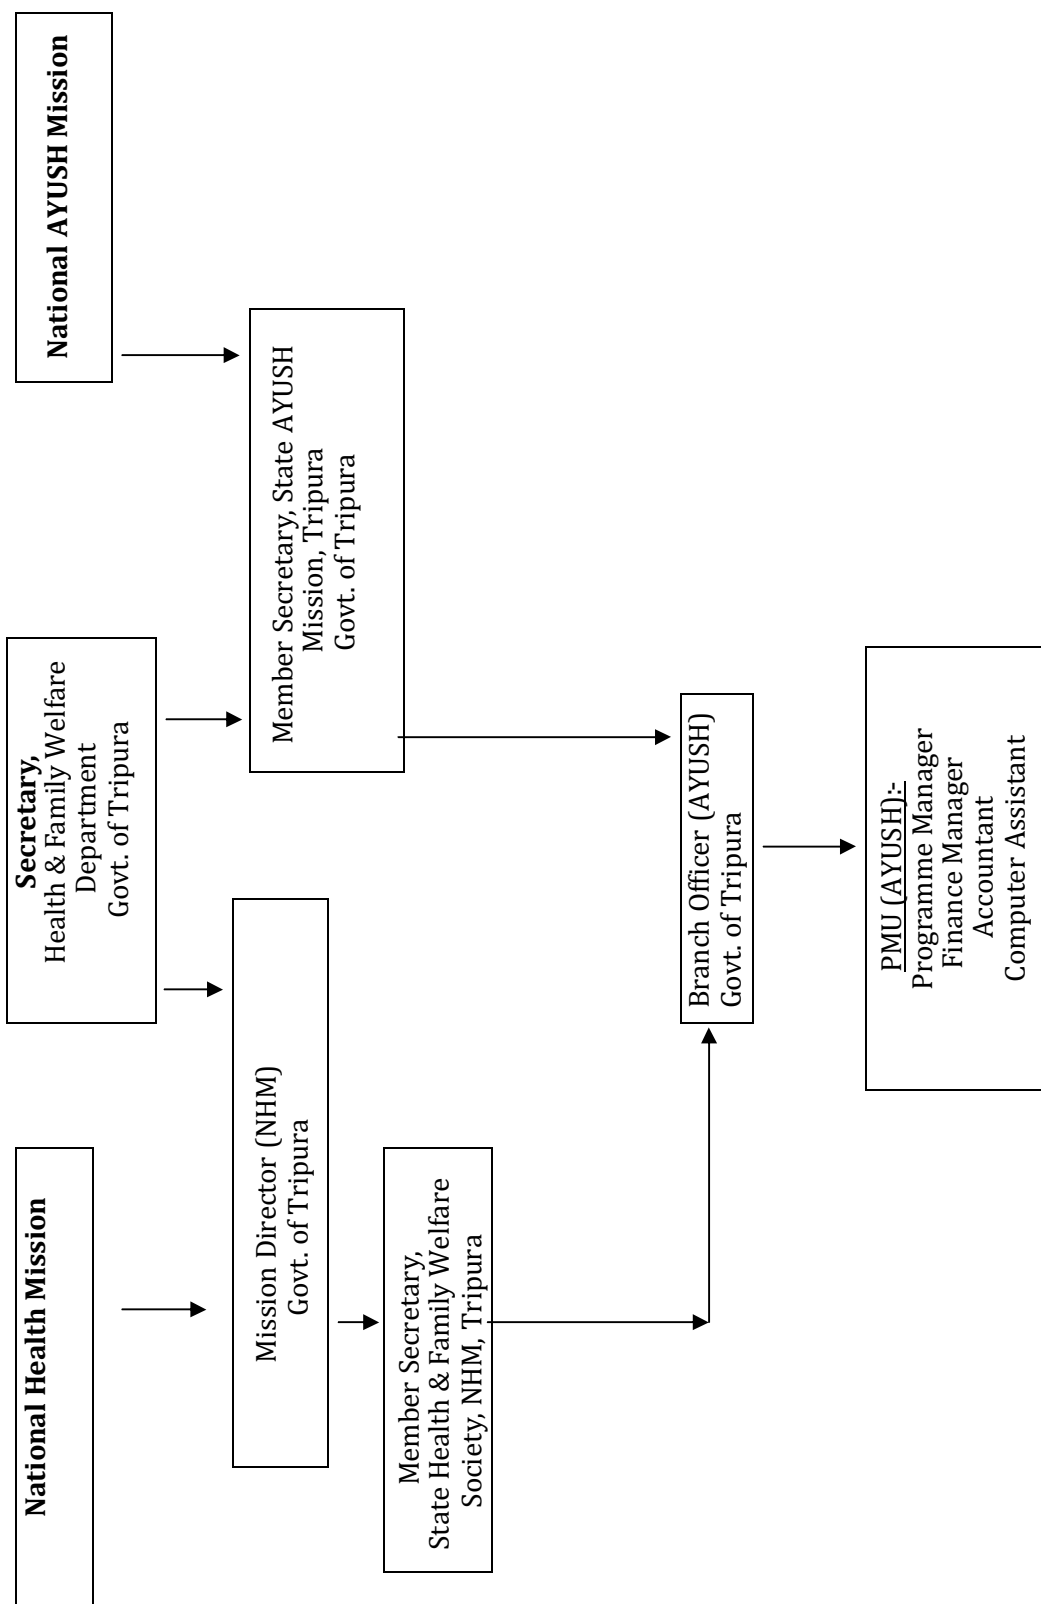 National Health Mission
Secretary,
Health & Family Welfare
Department
Govt. of Tripura
National AYUSH Mission
Mission Director (NHM)
Govt. of Tripura
Member Secretary, State AYUSH
Mission, Tripura
Govt. of Tripura
Member Secretary,
State Health & Family Welfare
Society, NHM, Tripura
Branch Officer (AYUSH)
Govt. of Tripura
PMU (AYUSH):-
Programme Manager
Finance Manager
Accountant
Computer Assistant